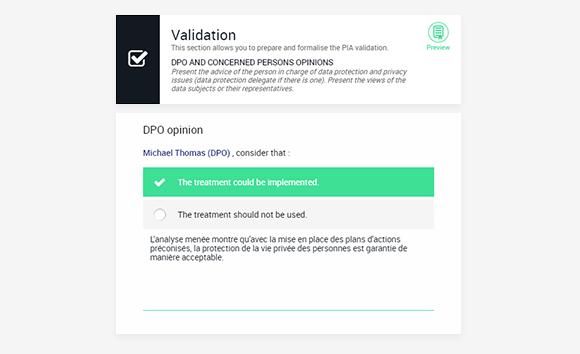 Validation
This section allows you to prepare and formalise the PIA validation.
Preview
DPO AND CONCERNED PERSONS OPINIONS
Present the advice of the person in charge of data protection and privacy
issues (data protection delegate if there is one). Present the views of the
data subjects or their representatives.
DPO opinion
Michael Thomas (DPO) , consider that :
The treatment could be implemented.
The treatment should not be used.
L'analyse menée montre qu'avec la mise en place des plans d'actions
préconisés, la protection de la vie privée des personnes est garantie de
manière acceptable.